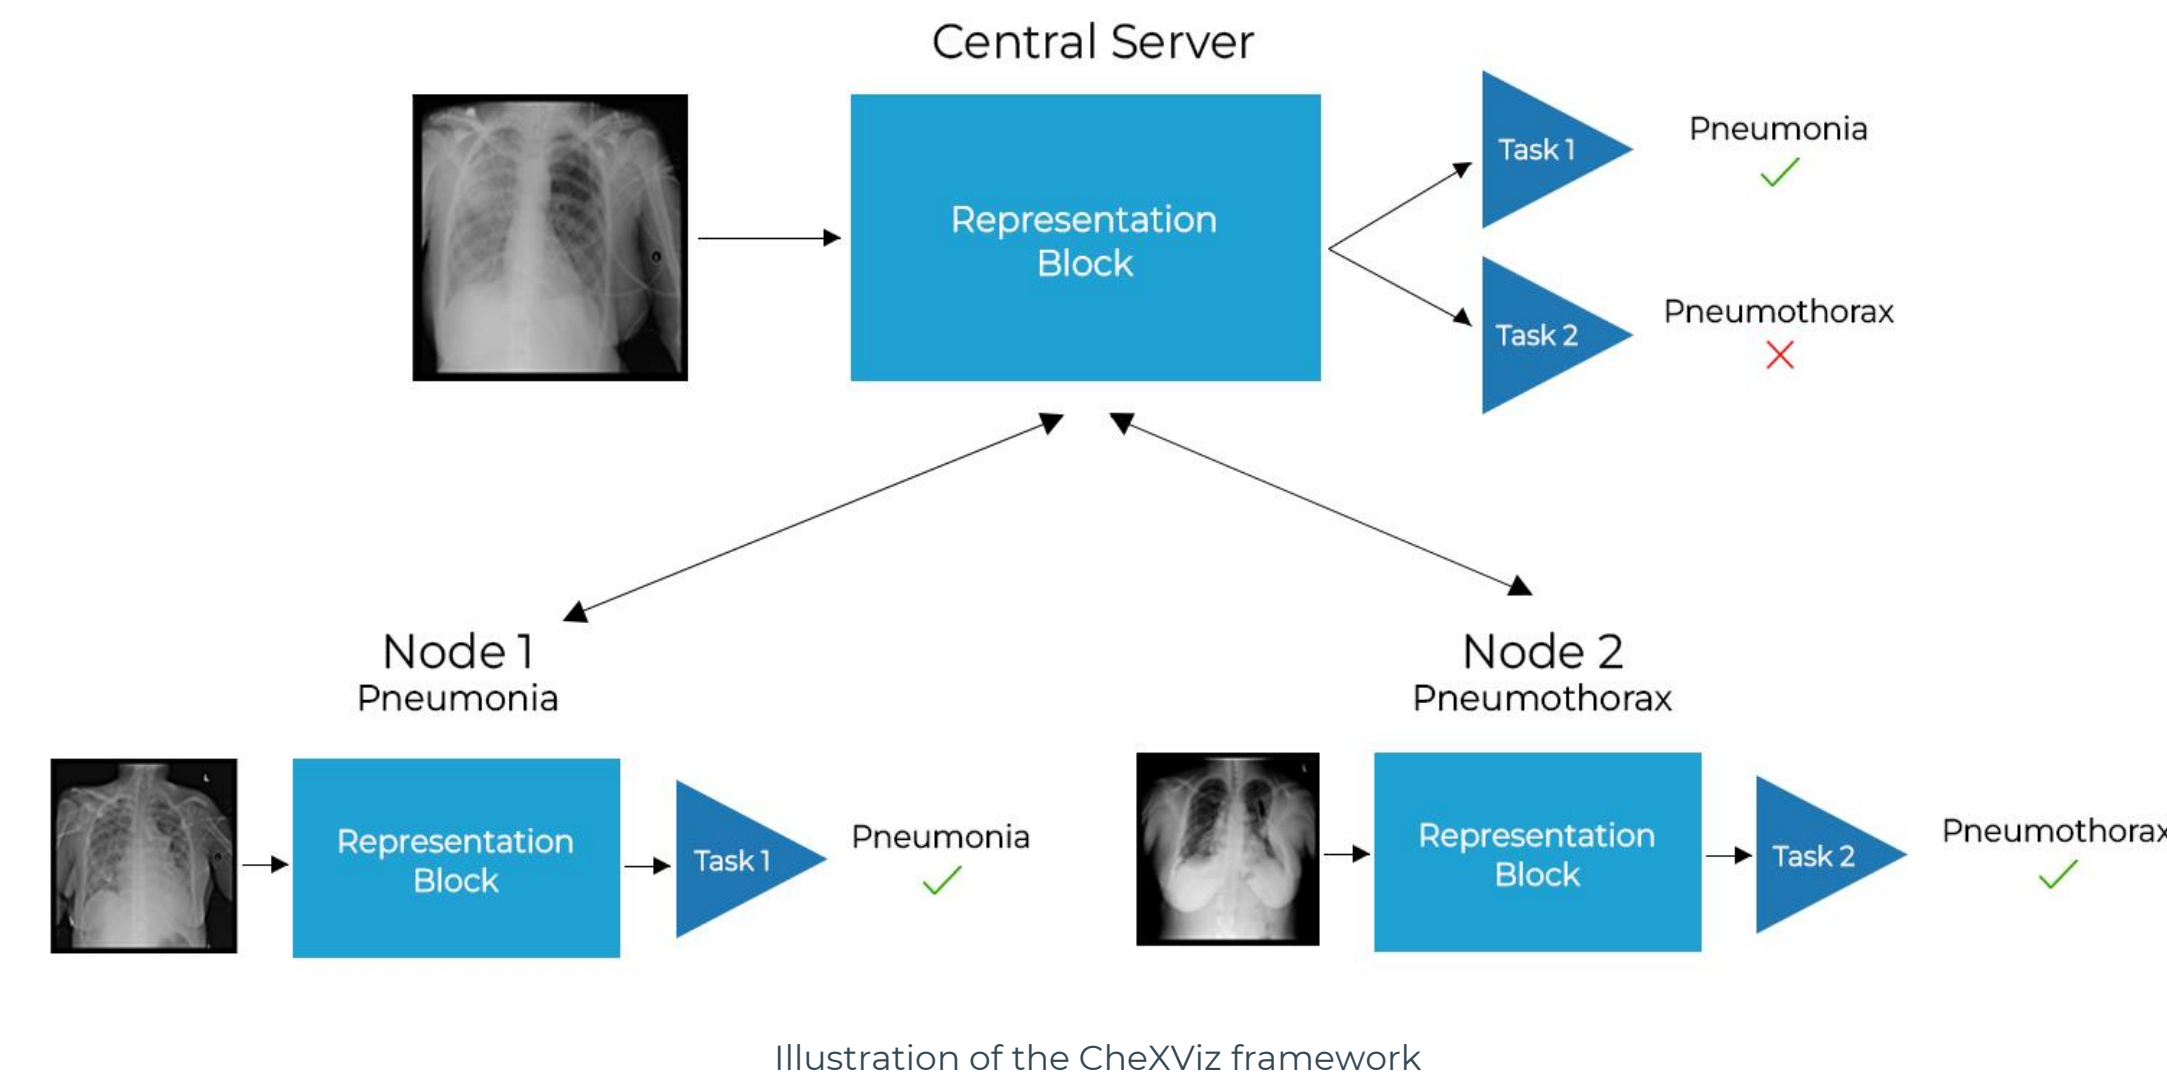 Central Server
Representation
Block
Task 1
Pneumonia
Task 2
Pneumothorax
Node 1
Pneumonia
Node 2
Pneumothorax
Representation
Block
Task 1
Pneumonia
Representation
Block
Task 2
Pneumothorax
L
L
Illustration of the CheXViz framework